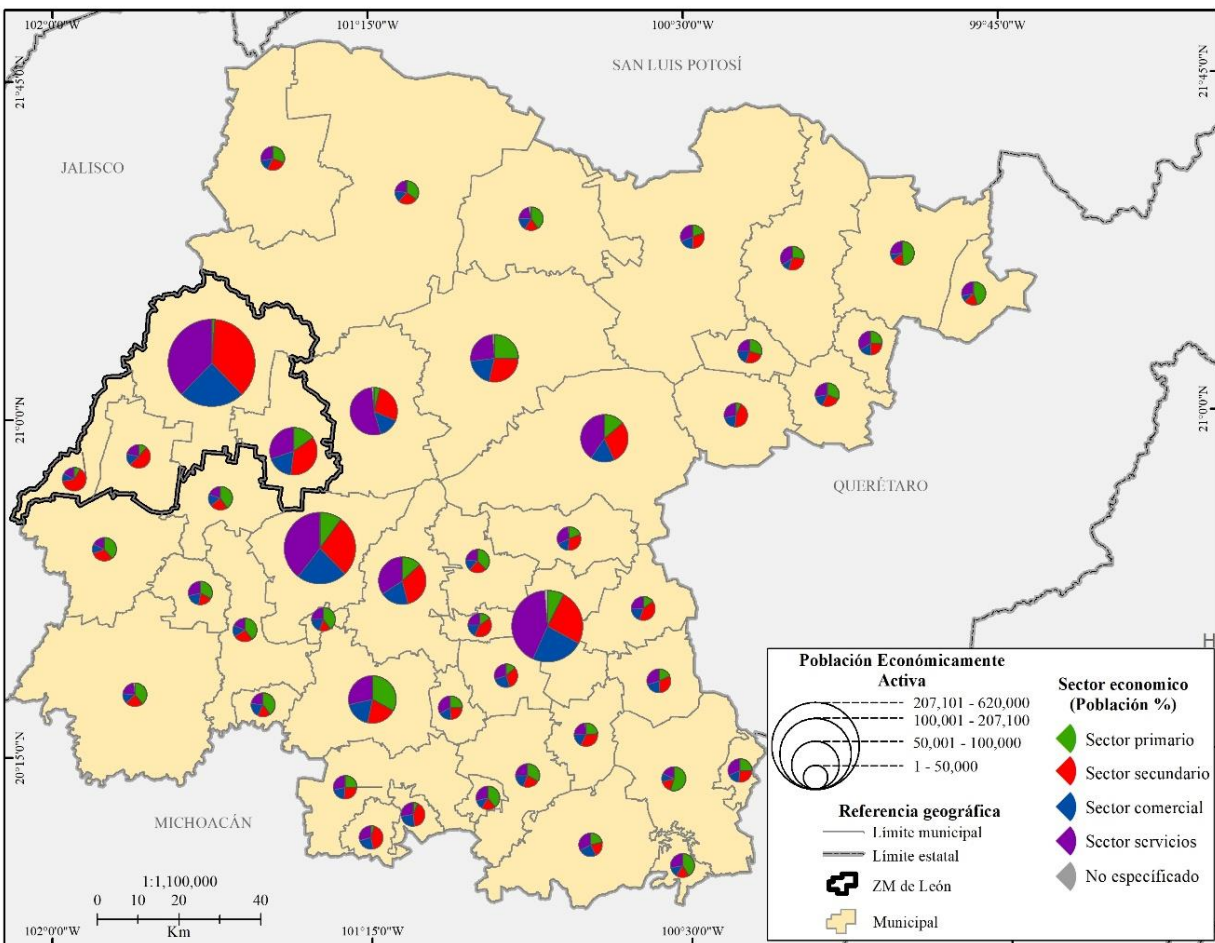 102°0'0"W
101°15'0"W
100°30'0"W
99°45'0"W
21°45'0"N
21°45'0"N
SAN LUIS POTOSÍ
JALISCO
21°0'0"N
21°0'0"N
QUERÉTARO
20°15'0"N
20°15'0"N
MICHOACÁN
H
Población Económicamente
Activa
207,101 - 620,000
100,001 - 207,100
50,001 - 100,000
1 - 50,000
Referencia geográfica
Límite municipal
Límite estatal
ZM de León
Municipal
Sector economico
(Población %)
Sector primario
Sector secundario
Sector comercial
Sector servicios
No específicado
1:1,100,000
0 10 20 40
Km
102°0'0"W
101°15'0"W
100°30'0"W